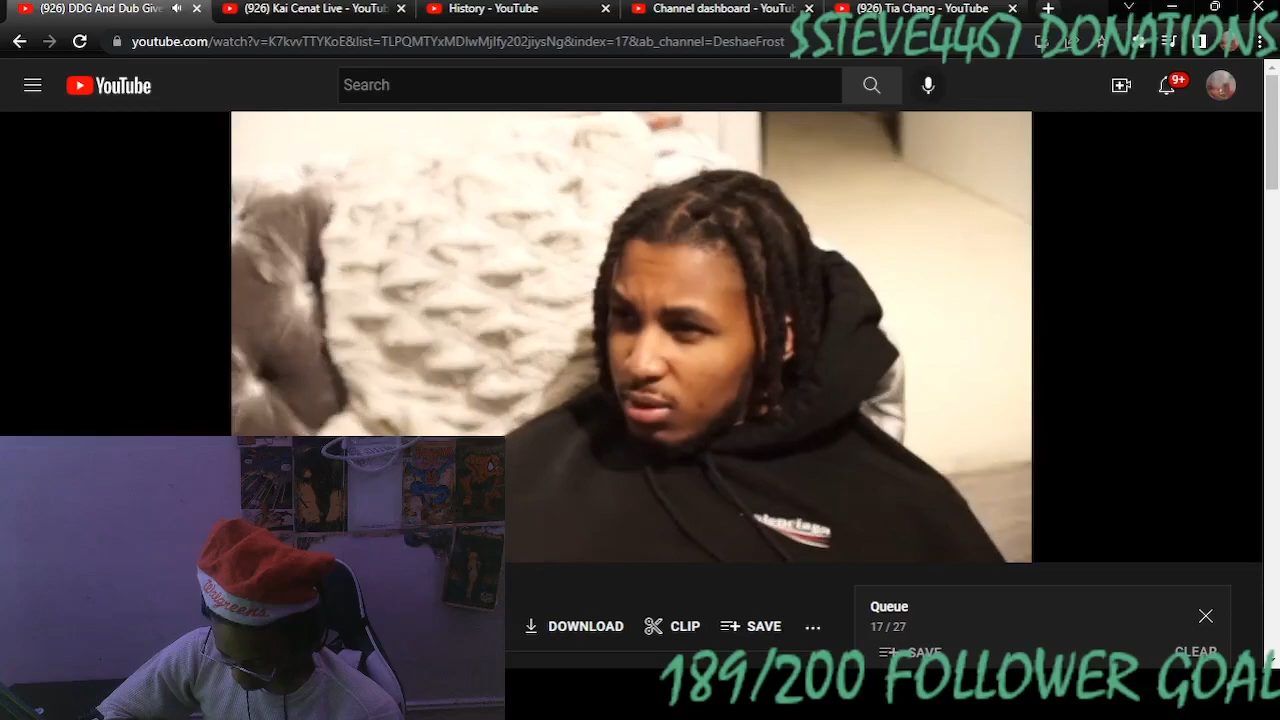 (926) DDG And Dub Give
(926) Kai Cenat Live - YouTub
History - YouTube
Channel dashboard - YouTub
(926) Tia Chang - YouTube
$STEVE4467 DONATIONS
youtube.com/watch?v=K7kvvTTYKoE&list=TLPQMTYxMDIwMjIfy202jiysNg&index=17&ab_channel=DeshaeFrost
YouTube
Search
9+
Walgreens
DOWNLOAD
CLIP
SAVE
Queue
17 / 27
SAVE
CLEAR
189/200 FOLLOWER GOAL